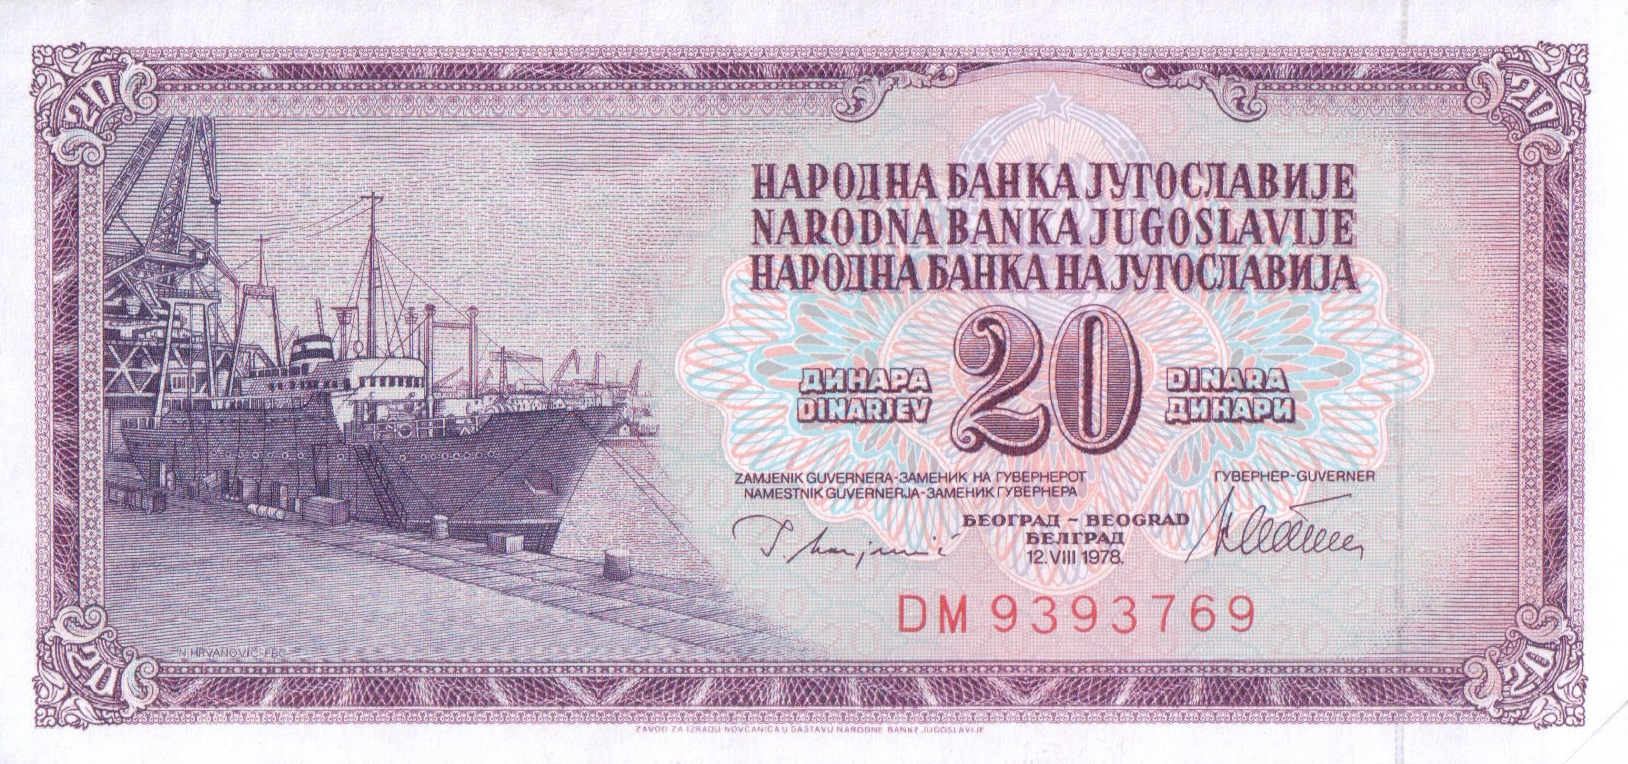 20
20
НАРОДНА БАНКА ЈУГОСЛАВИЈЕ
NARODNA BANKA JUGOSLAVIJE
НАРОДНА БАНКА НА ЈУГОСЛАВИЈА
20
ДИНАРА
DINARJEV
DINARA
ДИНАРИ
ZAMJENIK GUVERNERA-ЗАМЕНИК НА ГУВЕРНЕРОТ
NAMESTNIK GUVERNERJA-ЗАМЕНИК ГУВЕРНЕРА
ГУВЕРНЕР-GUVERNER
БЕОГРАД - BEOGRAD
БЕЛГРАД
12.VIII 1978.
DM 9393769
N.HRVANOVIĆ-FEC
20
20
ZAVOD ZA IZRADU NOVČANICA U SASTAVU NARODNE BANKE JUGOSLAVIJE